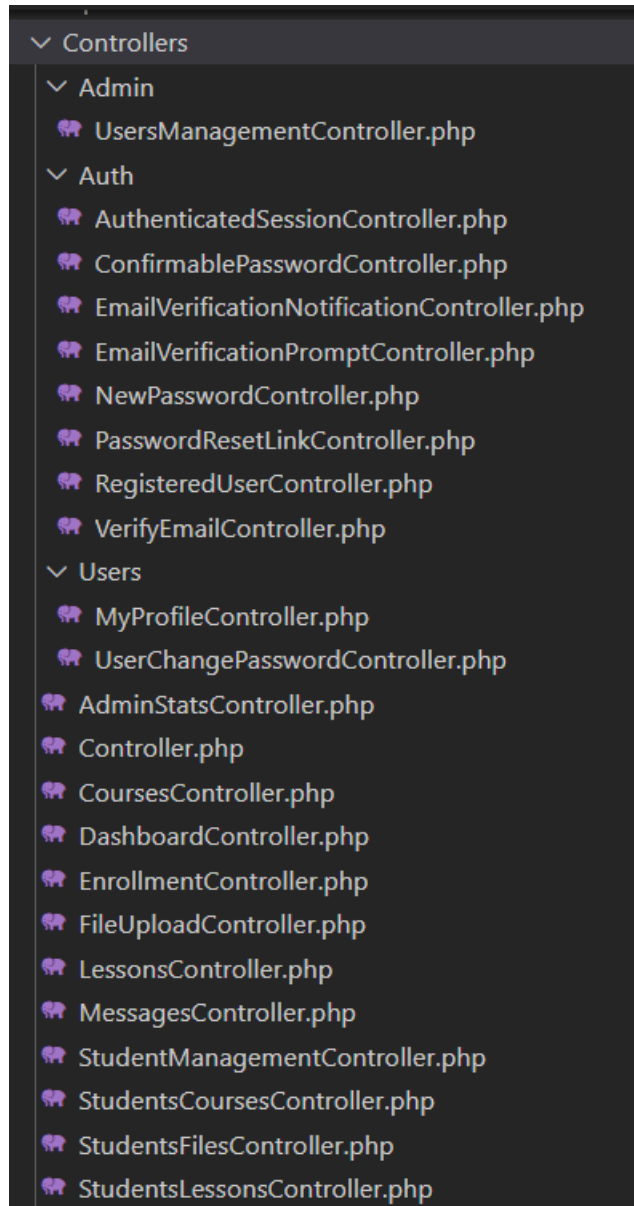 Controllers
Admin
UsersManagementController.php
Auth
AuthenticatedSessionController.php
ConfirmablePasswordController.php
EmailVerificationNotificationController.php
EmailVerificationPromptController.php
NewPasswordController.php
PasswordResetLinkController.php
RegisteredUserController.php
VerifyEmailController.php
Users
MyProfileController.php
UserChangePasswordController.php
AdminStatsController.php
Controller.php
CoursesController.php
DashboardController.php
EnrollmentController.php
FileUploadController.php
LessonsController.php
MessagesController.php
StudentManagementController.php
StudentsCoursesController.php
StudentsFilesController.php
StudentsLessonsController.php